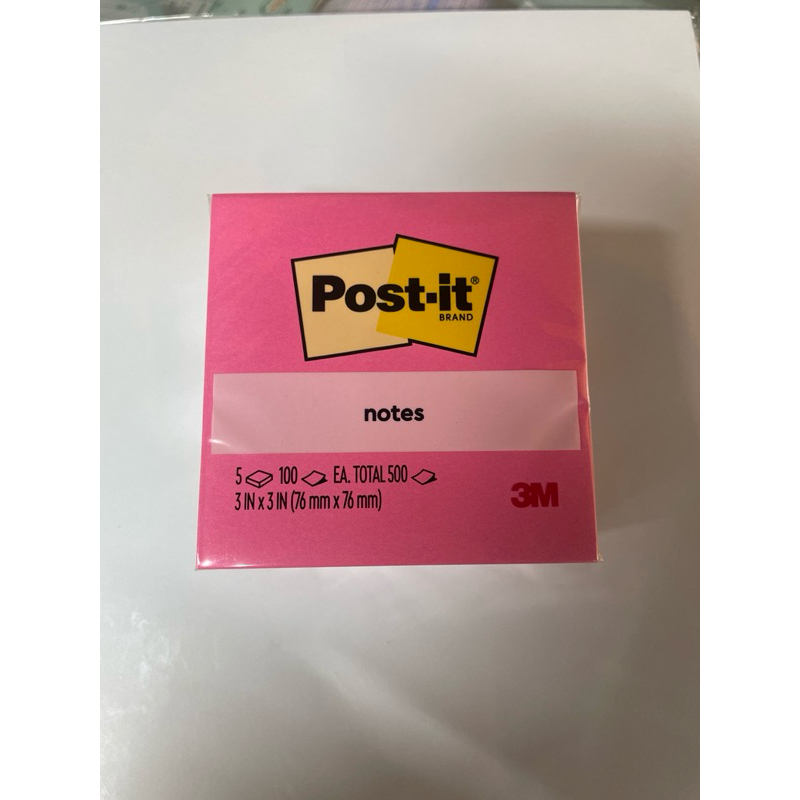 Post-it®
BRAND
notes
5 100 EA. TOTAL 500
3 IN x 3 IN (76 mm x 76 mm)
3M